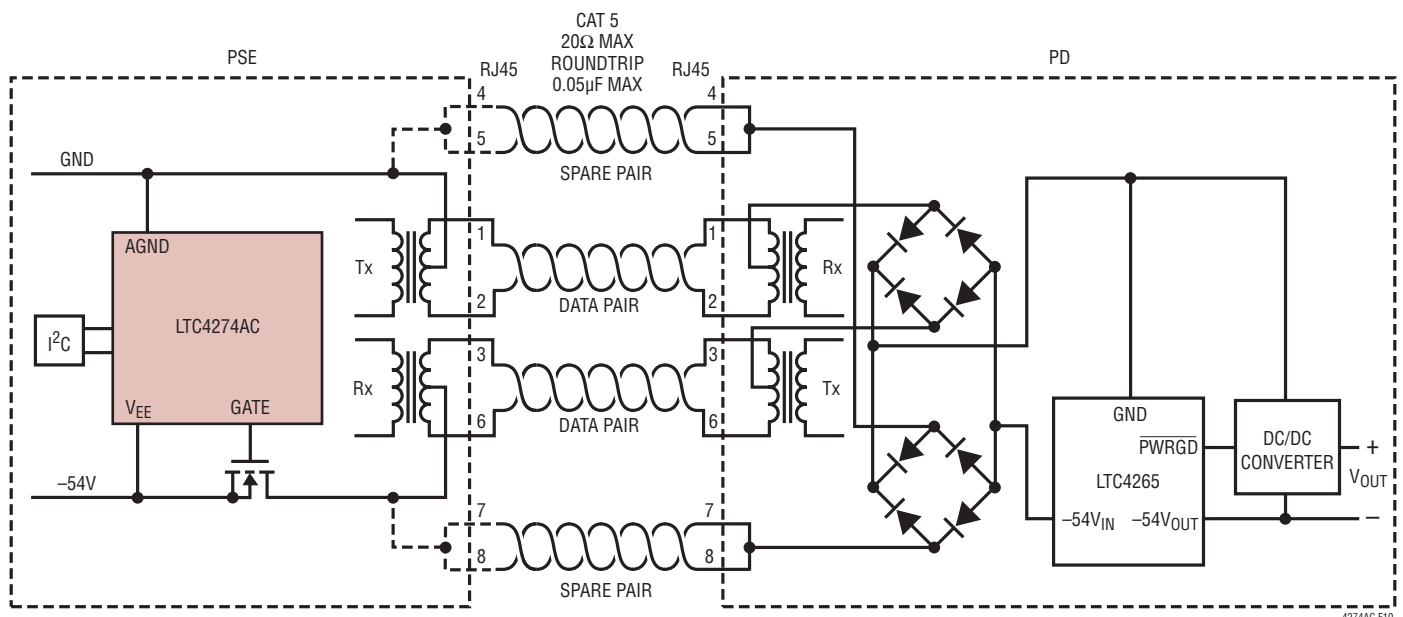 CAT 5
20Ω MAX
ROUNDTRIP
0.05µF MAX
PSE
RJ45
RJ45
PD
4
5
4
5
SPARE PAIR
GND
AGND
LTC4274AC
I²C
VEE
GATE
–54V
Tx
1
2
1
2
DATA PAIR
Rx
Rx
3
6
3
6
DATA PAIR
Tx
7
8
7
8
SPARE PAIR
GND
PWRGD
LTC4265
–54VIN
–54VOUT
DC/DC
CONVERTER
+
VOUT
–
4274AC F10